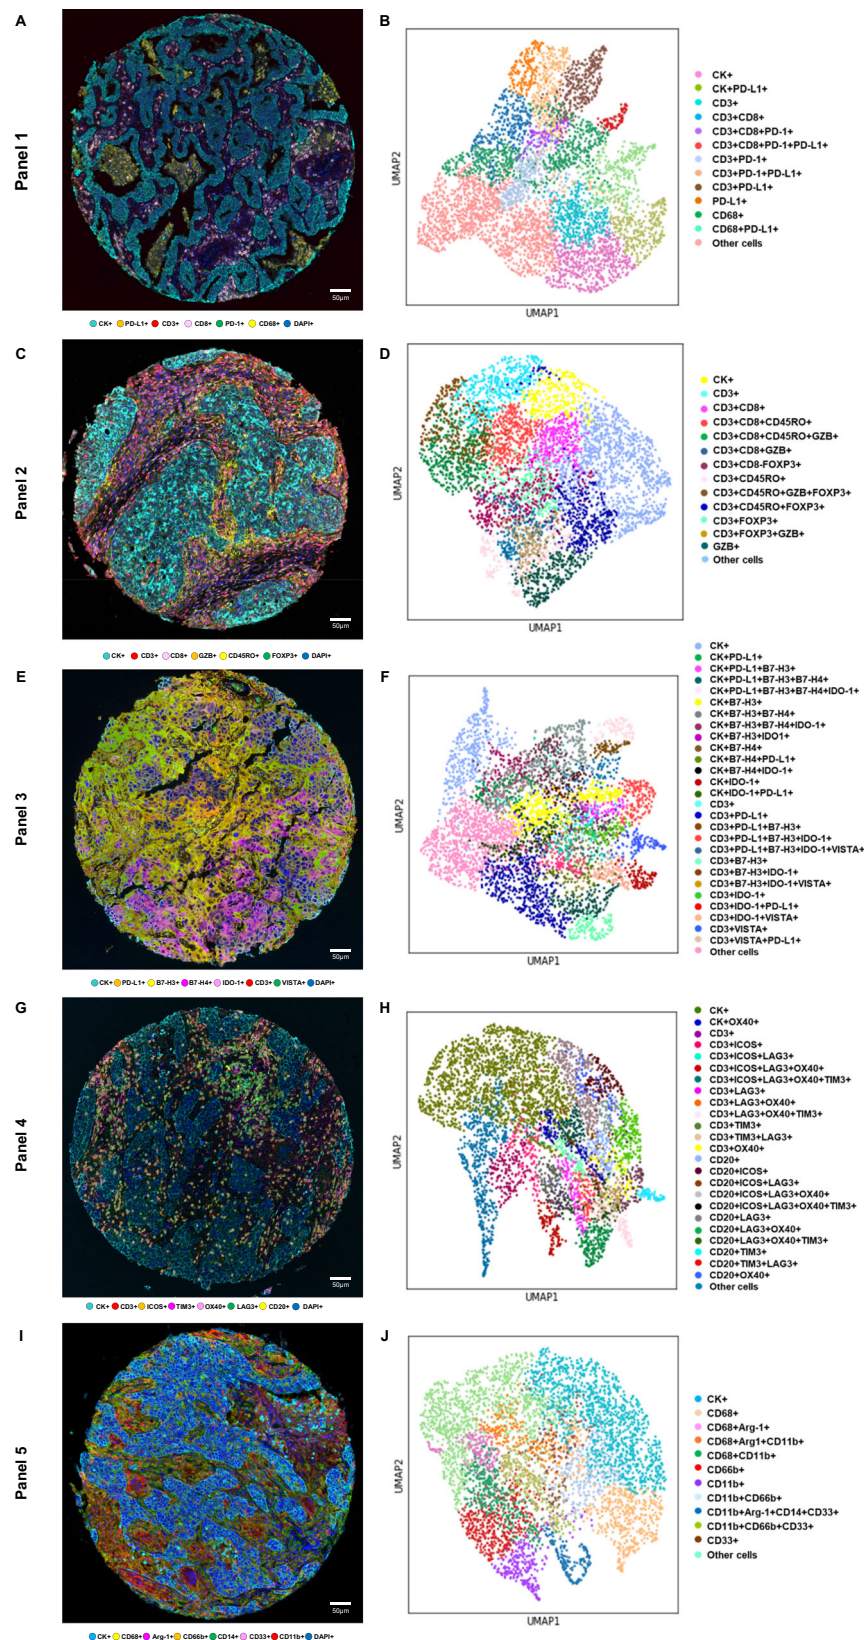 A
B
Panel 1
50μm
CK+ PD-L1+ CD3+ CD8+ PD-1+ CD68+ DAPI+
UMAP2
UMAP1
CK+
CK+PD-L1+
CD3+
CD3+CD8+
CD3+CD8+PD-1+
CD3+CD8+PD-1+PD-L1+
CD3+PD-1+
CD3+PD-1+PD-L1+
CD3+PD-L1+
PD-L1+
CD68+
CD68+PD-L1+
Other cells
C
D
Panel 2
50μm
CK+ CD3+ CD8+ GZB+ CD45RO+ FOXP3+ DAPI+
UMAP2
UMAP1
CK+
CD3+
CD3+CD8+
CD3+CD8+CD45RO+
CD3+CD8+CD45RO+GZB+
CD3+CD8+GZB+
CD3+CD8-FOXP3+
CD3+CD45RO+
CD3+CD45RO+GZB+FOXP3+
CD3+CD45RO+FOXP3+
CD3+FOXP3+
CD3+FOXP3+GZB+
GZB+
Other cells
E
F
Panel 3
50μm
CK+ PD-L1+ B7-H3+ B7-H4+ IDO-1+ CD3+ VISTA+ DAPI+
UMAP2
UMAP1
CK+
CK+PD-L1+
CK+PD-L1+B7-H3+
CK+PD-L1+B7-H3+B7-H4+
CK+PD-L1+B7-H3+B7-H4+IDO-1+
CK+B7-H3+
CK+B7-H3+B7-H4+
CK+B7-H3+B7-H4+IDO-1+
CK+B7-H3+IDO1+
CK+B7-H4+
CK+B7-H4+PD-L1+
CK+B7-H4+IDO-1+
CK+IDO-1+
CK+IDO-1+PD-L1+
CD3+
CD3+PD-L1+
CD3+PD-L1+B7-H3+
CD3+PD-L1+B7-H3+IDO-1+
CD3+PD-L1+B7-H3+IDO-1+VISTA+
CD3+B7-H3+
CD3+B7-H3+IDO-1+
CD3+B7-H3+IDO-1+VISTA+
CD3+IDO-1+
CD3+IDO-1+PD-L1+
CD3+IDO-1+VISTA+
CD3+VISTA+
CD3+VISTA+PD-L1+
Other cells
G
H
Panel 4
50μm
CK+ CD3+ ICOS+ TIM3+ OX40+ LAG3+ CD20+ DAPI+
UMAP2
UMAP1
CK+
CK+OX40+
CD3+
CD3+ICOS+
CD3+ICOS+LAG3+
CD3+ICOS+LAG3+OX40+
CD3+ICOS+LAG3+OX40+TIM3+
CD3+LAG3+
CD3+LAG3+OX40+
CD3+LAG3+OX40+TIM3+
CD3+TIM3+
CD3+TIM3+LAG3+
CD3+OX40+
CD20+
CD20+ICOS+
CD20+ICOS+LAG3+
CD20+ICOS+LAG3+OX40+
CD20+ICOS+LAG3+OX40+TIM3+
CD20+LAG3+
CD20+LAG3+OX40+
CD20+LAG3+OX40+TIM3+
CD20+TIM3+
CD20+TIM3+LAG3+
CD20+OX40+
Other cells
I
J
Panel 5
50μm
CK+ CD68+ Arg-1+ CD66b+ CD14+ CD33+ CD11b+ DAPI+
UMAP2
UMAP1
CK+
CD68+
CD68+Arg-1+
CD68+Arg1+CD11b+
CD68+CD11b+
CD66b+
CD11b+
CD11b+CD66b+
CD11b+Arg-1+CD14+CD33+
CD11b+CD66b+CD33+
CD33+
Other cells